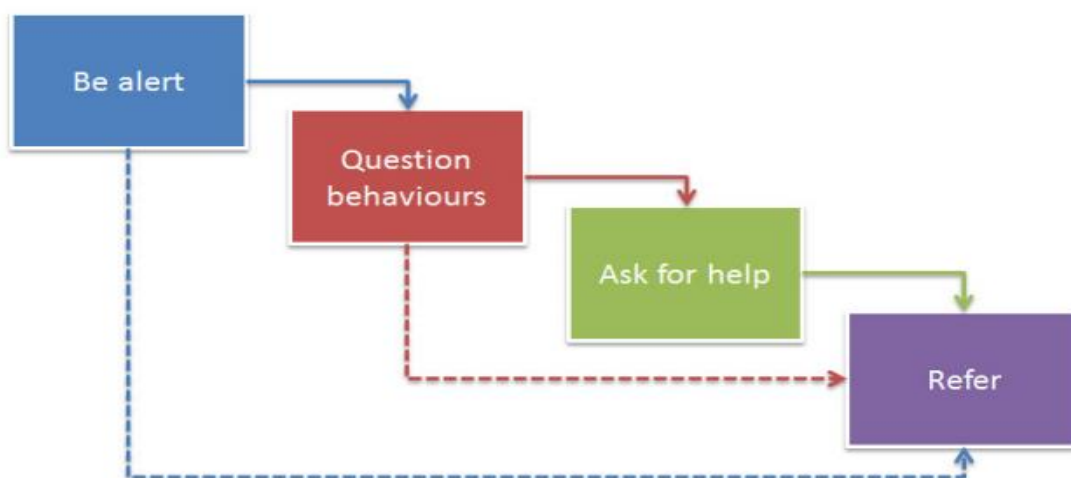 Be alert
Question
behaviours
Ask for help
Refer